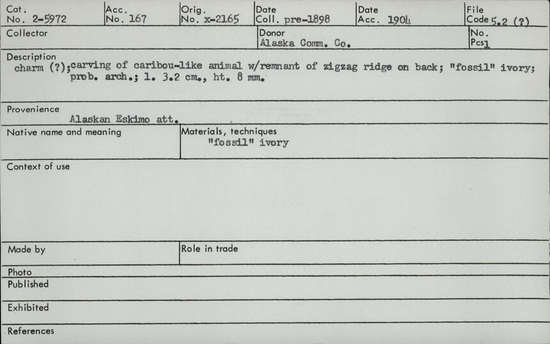 Cat. Acc. Orig. Date Date File
No. 2-5972 No. 167 No. x-2165 Coll. pre-1898 Acc. 1904 Code 5.2 (?)
Collector Donor No.
Alaska Comm. Co. Pcs1
Description
charm (?);carving of caribou-like animal w/remnant of zigzag ridge on back; "fossil" ivory;
prob. arch.; l. 3.2 cm., ht. 8 mm.
Provenience
Alaskan Eskimo att.
Native name and meaning Materials, techniques
"fossil" ivory
Context of use
Made by Role in trade
Photo
Published
Exhibited
References